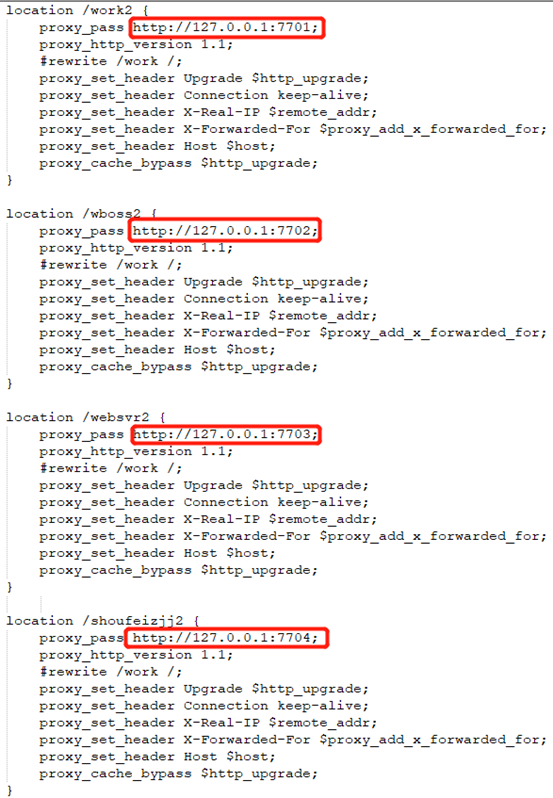 location /work2 {
    proxy_pass http://127.0.0.1:7701;
    proxy_http_version 1.1;
    #rewrite /work /;
    proxy_set_header Upgrade $http_upgrade;
    proxy_set_header Connection keep-alive;
    proxy_set_header X-Real-IP $remote_addr;
    proxy_set_header X-Forwarded-For $proxy_add_x_forwarded_for;
    proxy_set_header Host $host;
    proxy_cache_bypass $http_upgrade;
}

location /wboss2 {
    proxy_pass http://127.0.0.1:7702;
    proxy_http_version 1.1;
    #rewrite /work /;
    proxy_set_header Upgrade $http_upgrade;
    proxy_set_header Connection keep-alive;
    proxy_set_header X-Real-IP $remote_addr;
    proxy_set_header X-Forwarded-For $proxy_add_x_forwarded_for;
    proxy_set_header Host $host;
    proxy_cache_bypass $http_upgrade;
}

location /websvr2 {
    proxy_pass http://127.0.0.1:7703;
    proxy_http_version 1.1;
    #rewrite /work /;
    proxy_set_header Upgrade $http_upgrade;
    proxy_set_header Connection keep-alive;
    proxy_set_header X-Real-IP $remote_addr;
    proxy_set_header X-Forwarded-For $proxy_add_x_forwarded_for;
    proxy_set_header Host $host;
    proxy_cache_bypass $http_upgrade;
}

location /shoufeizjj2 {
    proxy_pass http://127.0.0.1:7704;
    proxy_http_version 1.1;
    #rewrite /work /;
    proxy_set_header Upgrade $http_upgrade;
    proxy_set_header Connection keep-alive;
    proxy_set_header X-Real-IP $remote_addr;
    proxy_set_header X-Forwarded-For $proxy_add_x_forwarded_for;
    proxy_set_header Host $host;
    proxy_cache_bypass $http_upgrade;
}